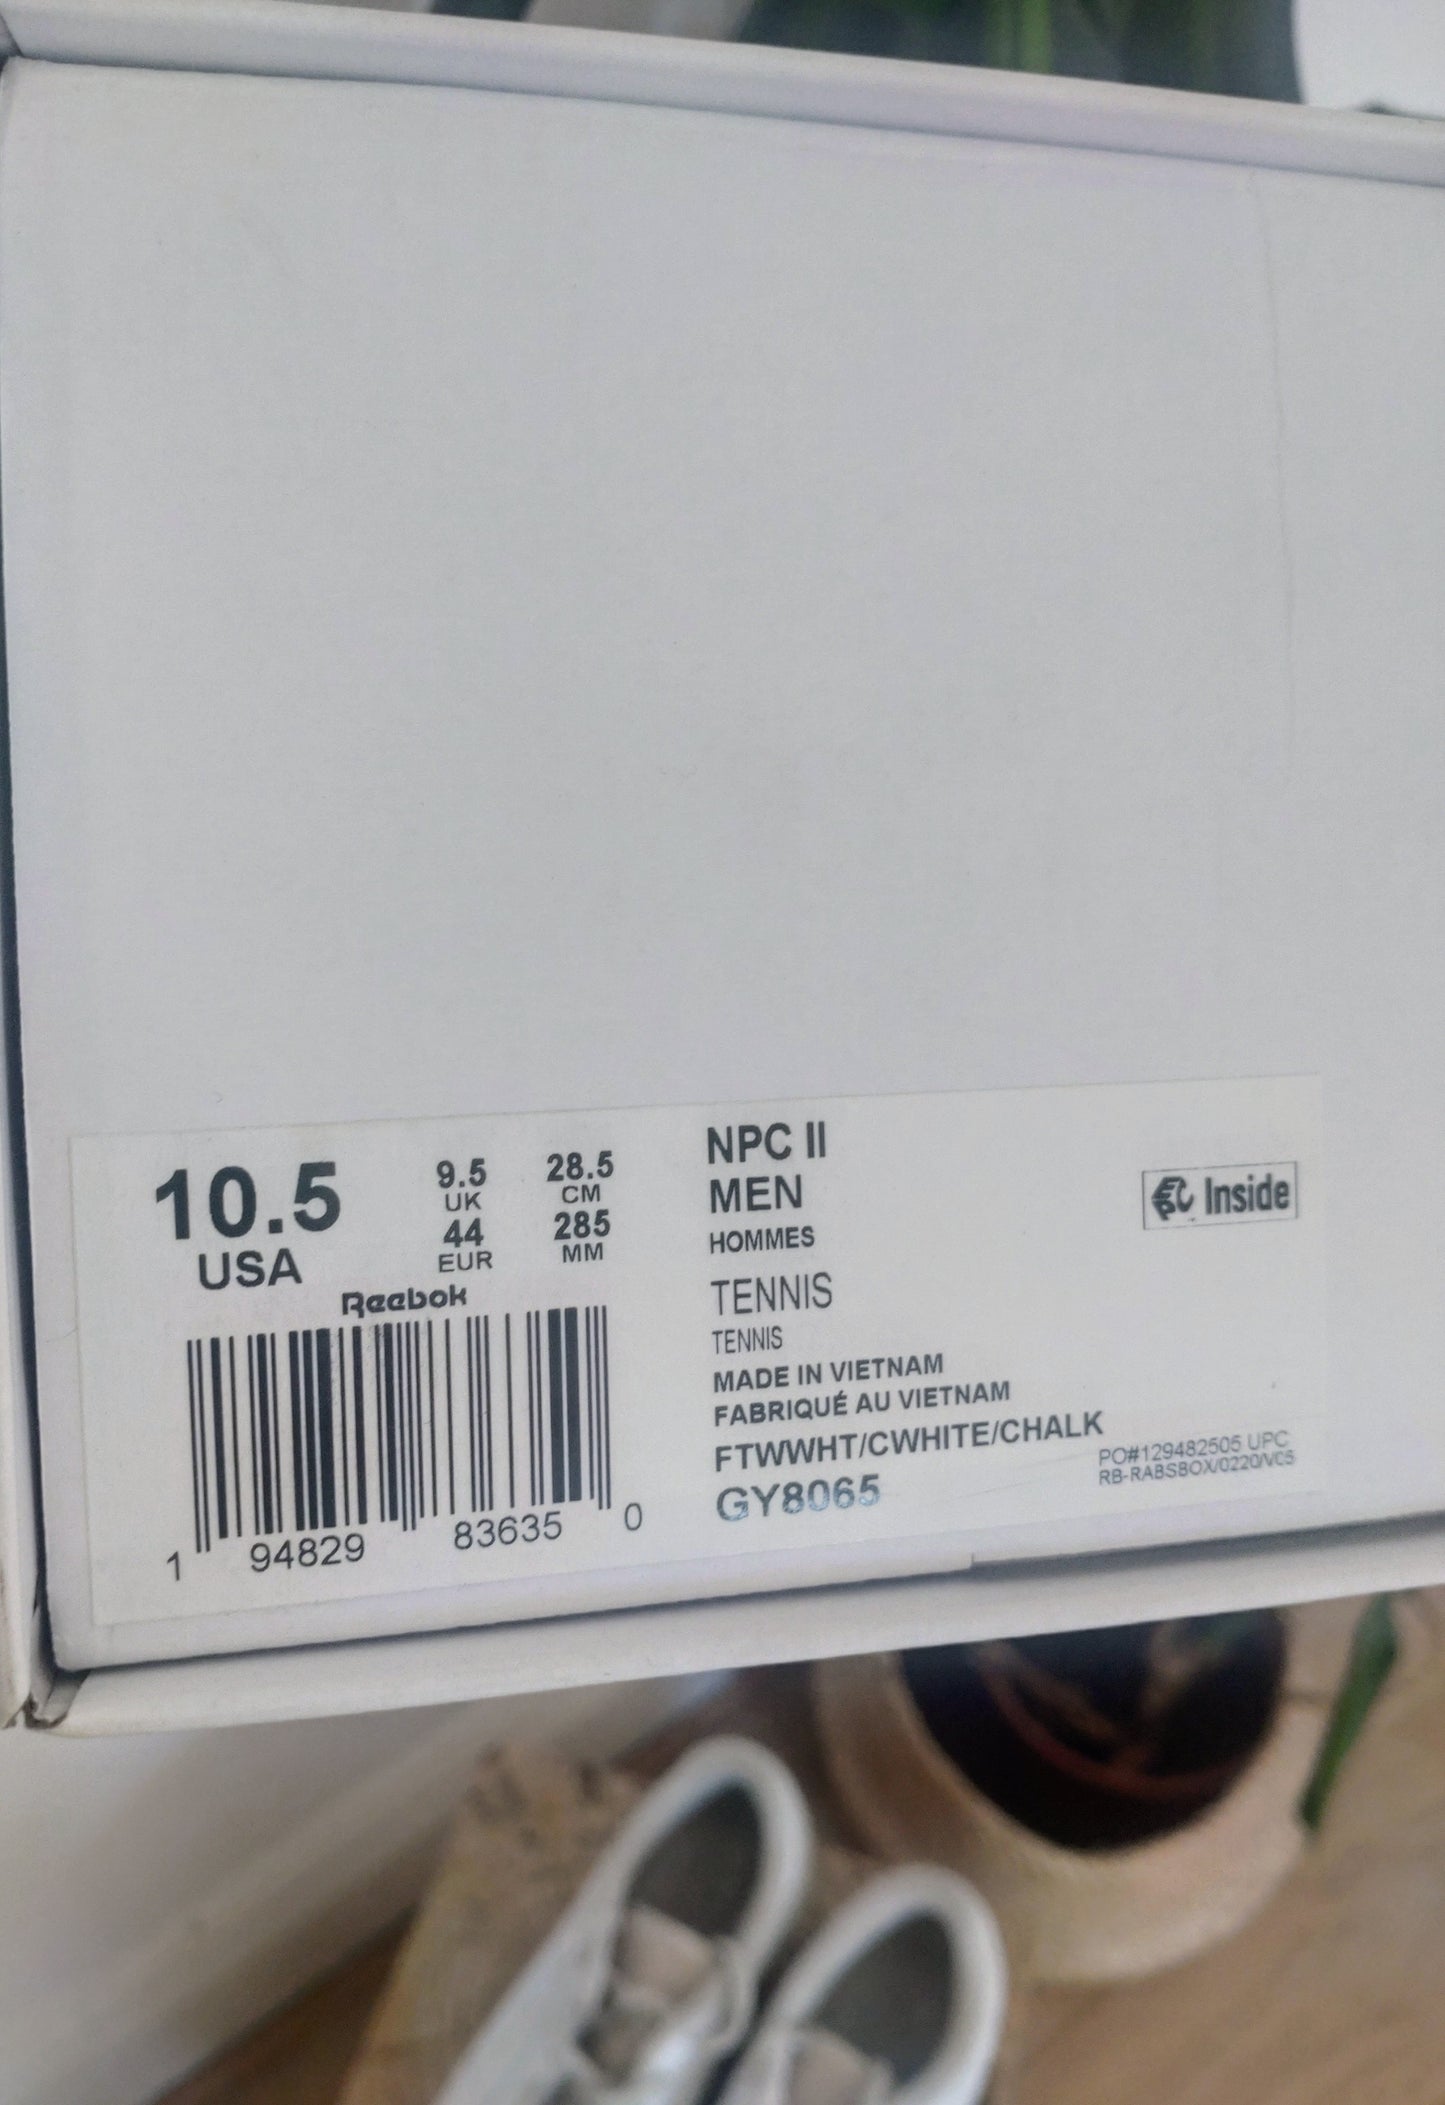 10.5
USA
9.5
UK
44
EUR
28.5
CM
285
MM
Reebok
1 94829 83635 0
NPC II
MEN
HOMMES
TENNIS
TENNIS
MADE IN VIETNAM
FABRIQUÉ AU VIETNAM
FTWWHT/CWHITE/CHALK
GY8065
Inside
PO#129482505 UPC
RB-RABSBOX/0220/VC5